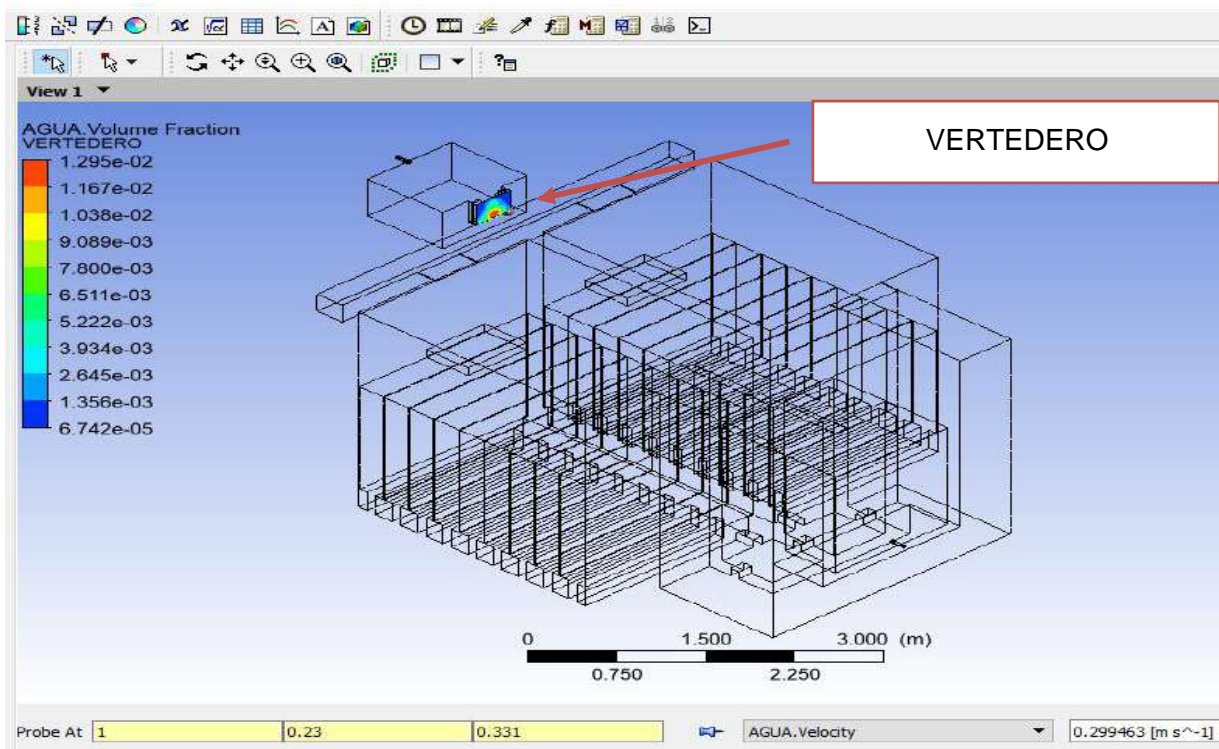 View 1
AGUA.Volume Fraction
VERTEDERO
1.295e-02
1.167e-02
1.038e-02
9.089e-03
7.800e-03
6.511e-03
5.222e-03
3.934e-03
2.645e-03
1.356e-03
6.742e-05
VERTEDERO
0 1.500 3.000 (m)
0.750 2.250
Probe At 1 0.23 0.331 AGUA.Velocity 0.299463 [m s^-1]